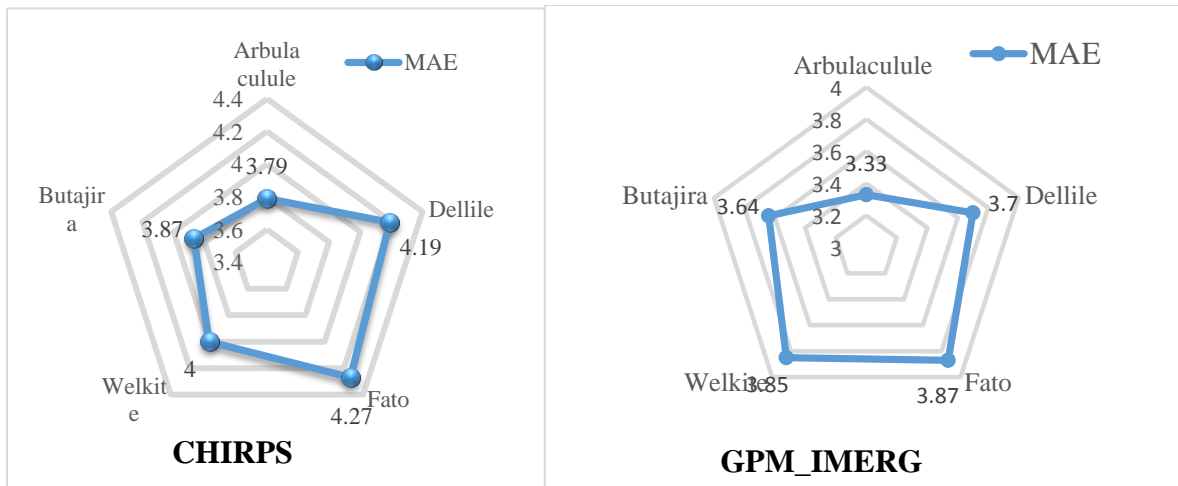 Arbula
culule
MAE
4.4
4.2
4
3.79
3.8
3.6
3.4
Butajir
a
3.87
Dellile
4.19
Welkit
e
4
Fato
4.27
CHIRPS
MAE
Arbulaculule
4
3.8
3.6
3.33
3.4
3.2
3
Butajira
3.64
Dellile
3.7
Welkite
3.85
Fato
3.87
GPM_IMERG